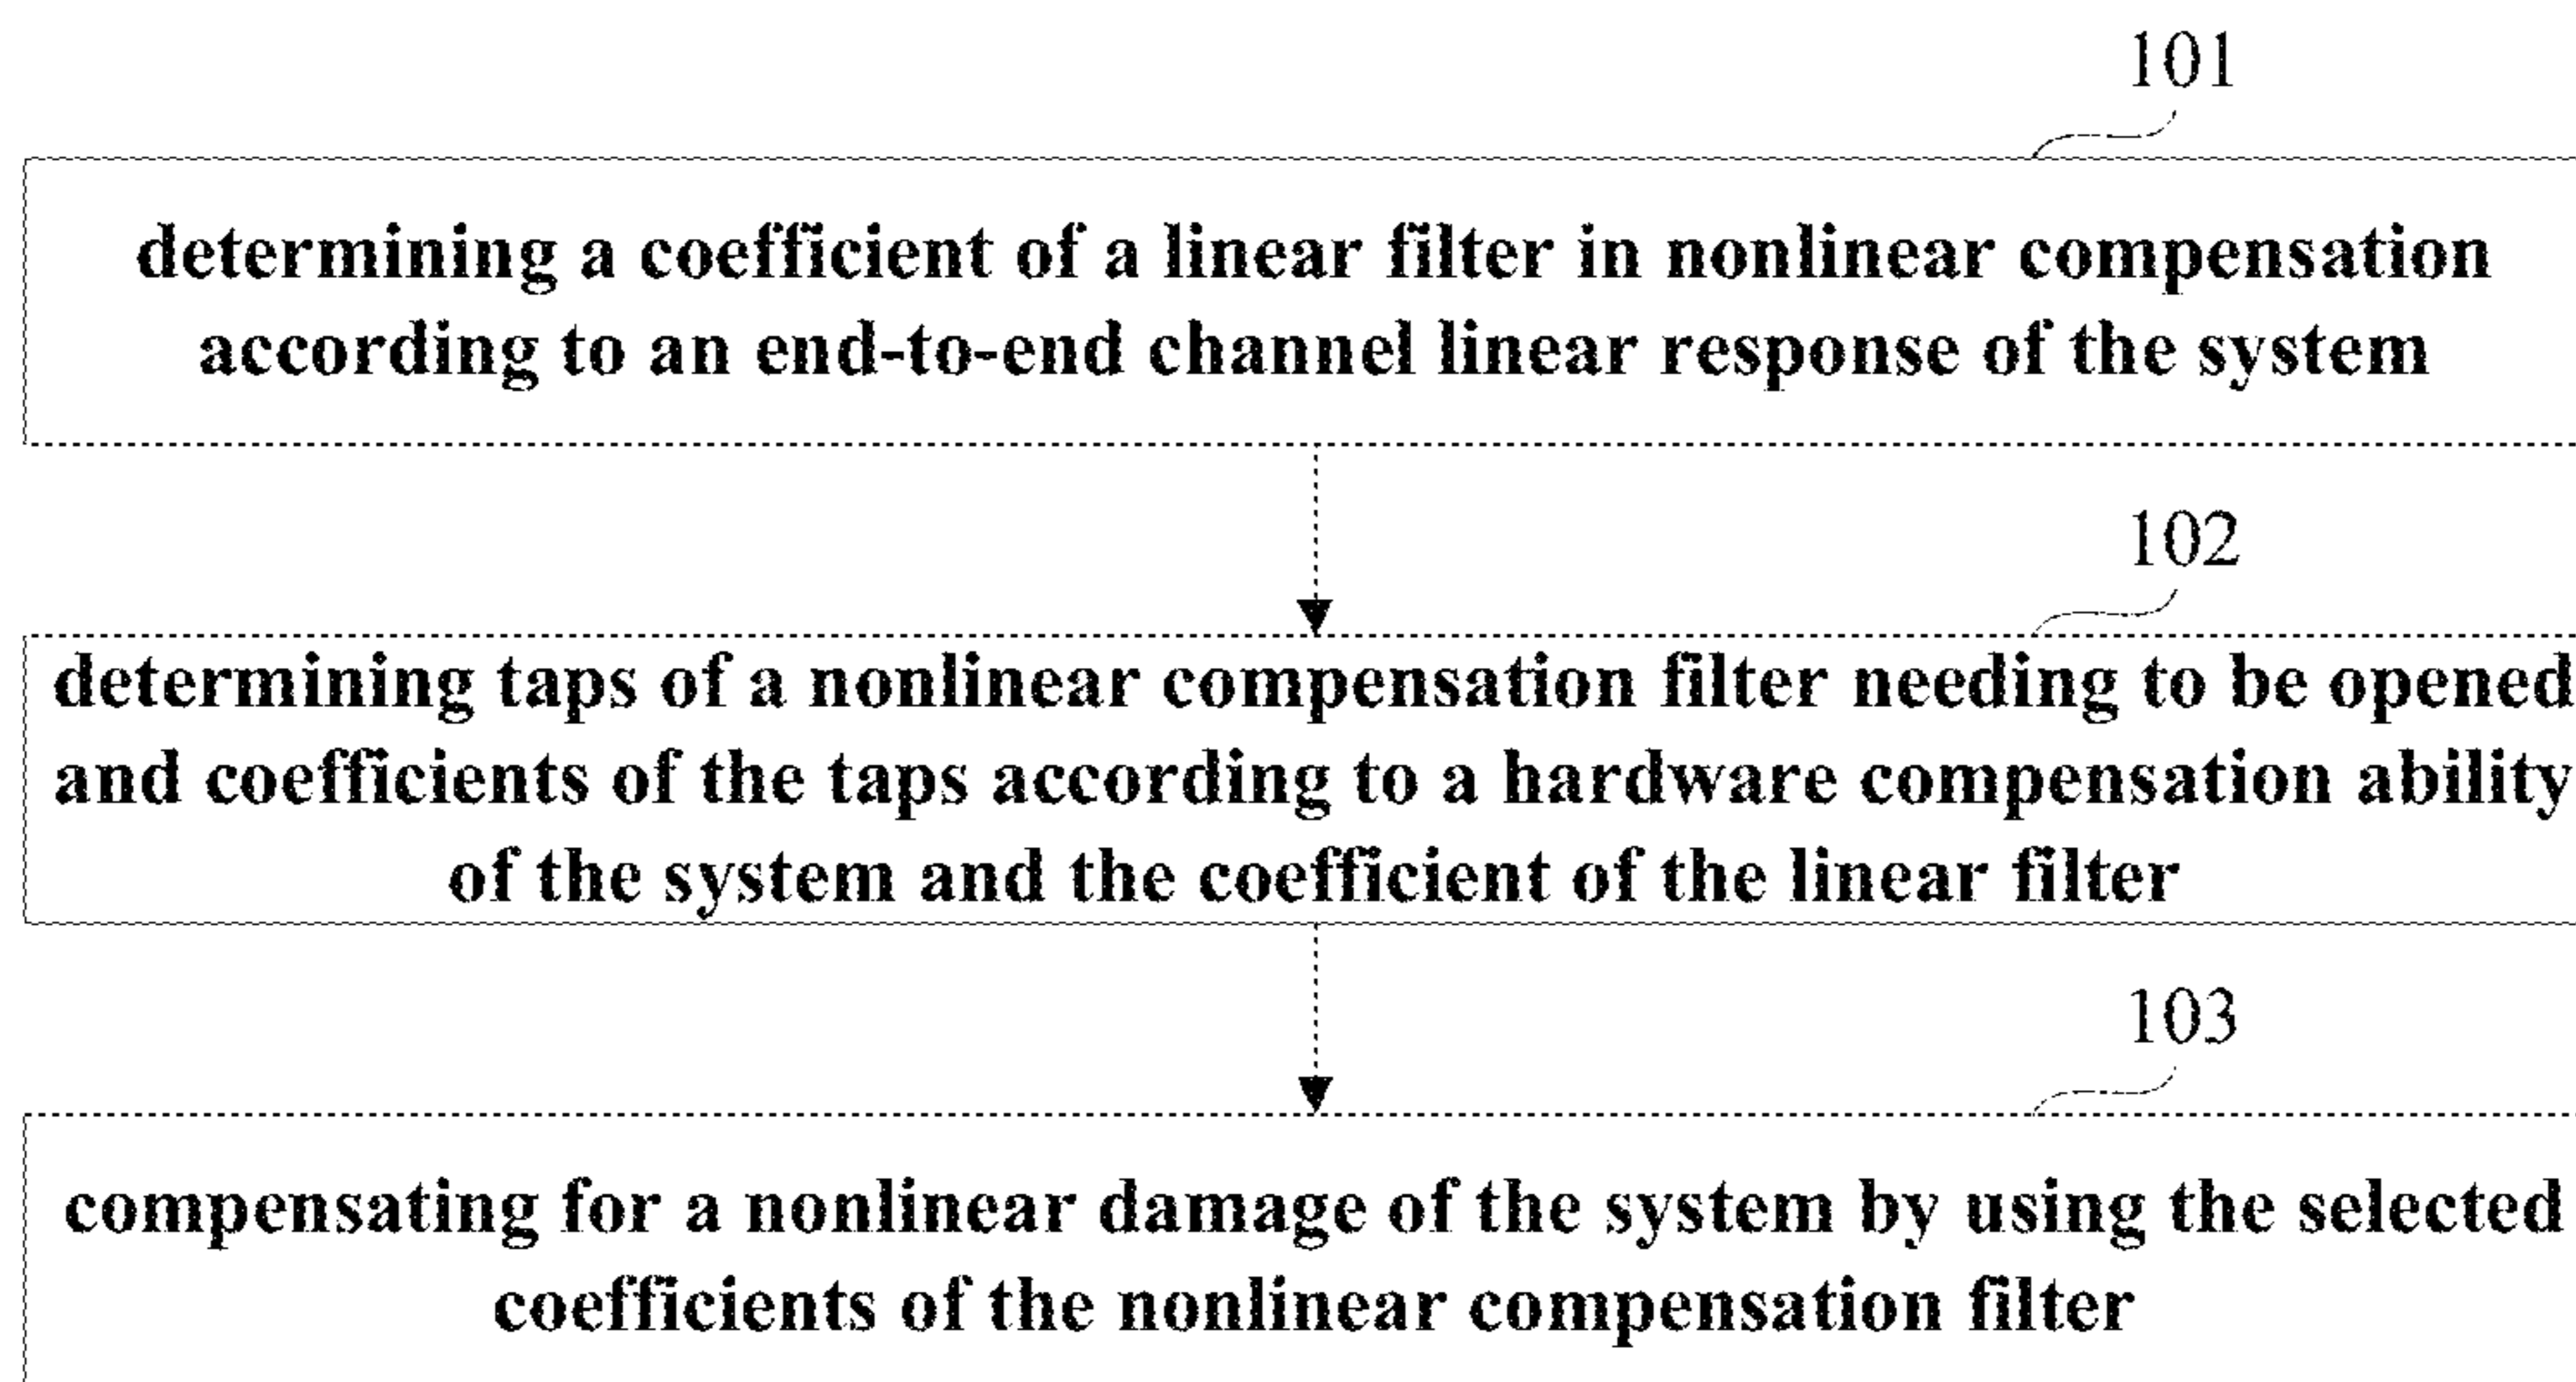 101
determining a coefficient of a linear filter in nonlinear compensation
according to an end-to-end channel linear response of the system
102
determining taps of a nonlinear compensation filter needing to be opened
and coefficients of the taps according to a hardware compensation ability
of the system and the coefficient of the linear filter
103
compensating for a nonlinear damage of the system by using the selected
coefficients of the nonlinear compensation filter